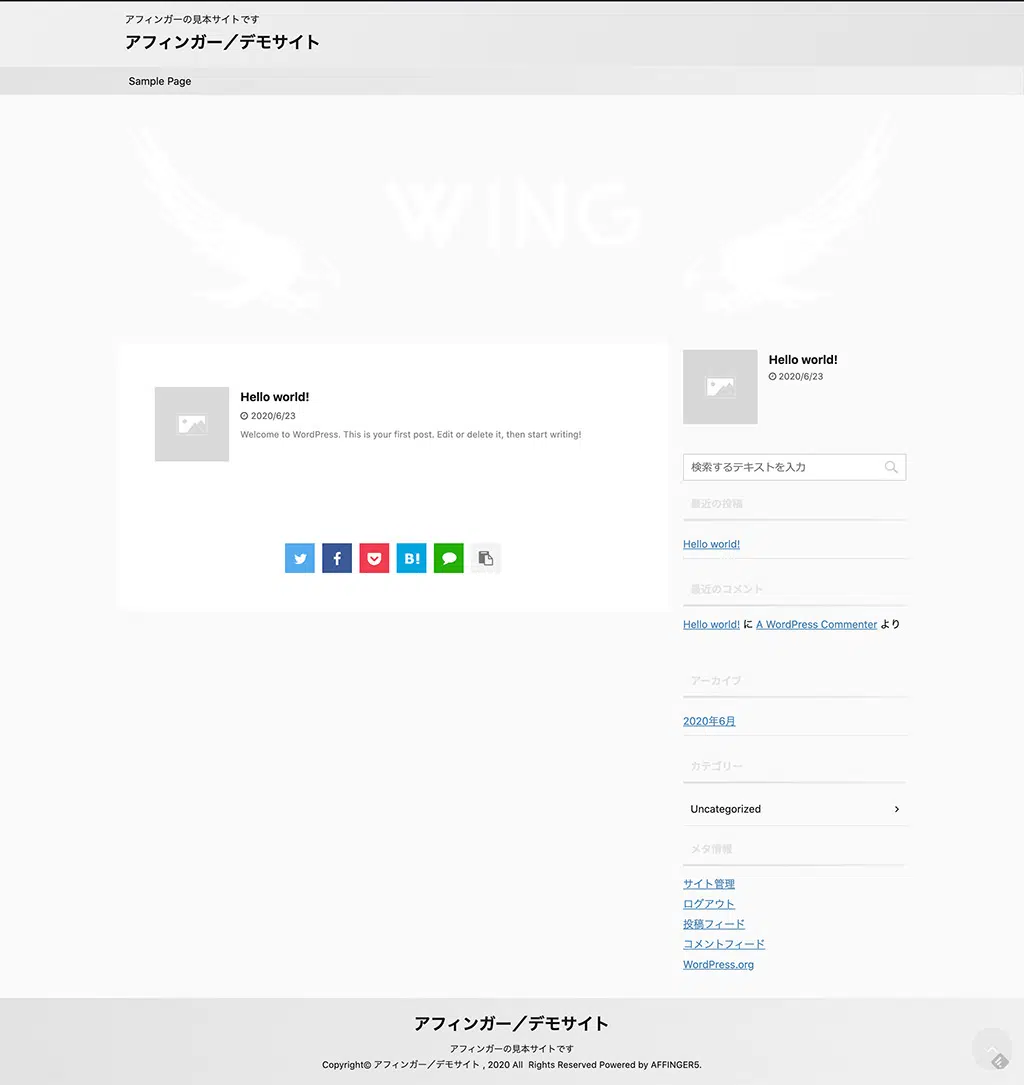 アフィンガーの見本サイトです
アフィンガー／デモサイト
Sample Page
WING
Hello world!
2020/6/23
Welcome to WordPress. This is your first post. Edit or delete it, then start writing!
B!
Hello world!
2020/6/23
検索するテキストを入力
最近の投稿
Hello world!
最近のコメント
Hello world! に A WordPress Commenter より
アーカイブ
2020年6月
カテゴリー
Uncategorized
メタ情報
サイト管理
ログアウト
投稿フィード
コメントフィード
WordPress.org
アフィンガー／デモサイト
アフィンガーの見本サイトです
Copyright© アフィンガー／デモサイト , 2020 All Rights Reserved Powered by AFFINGER5.